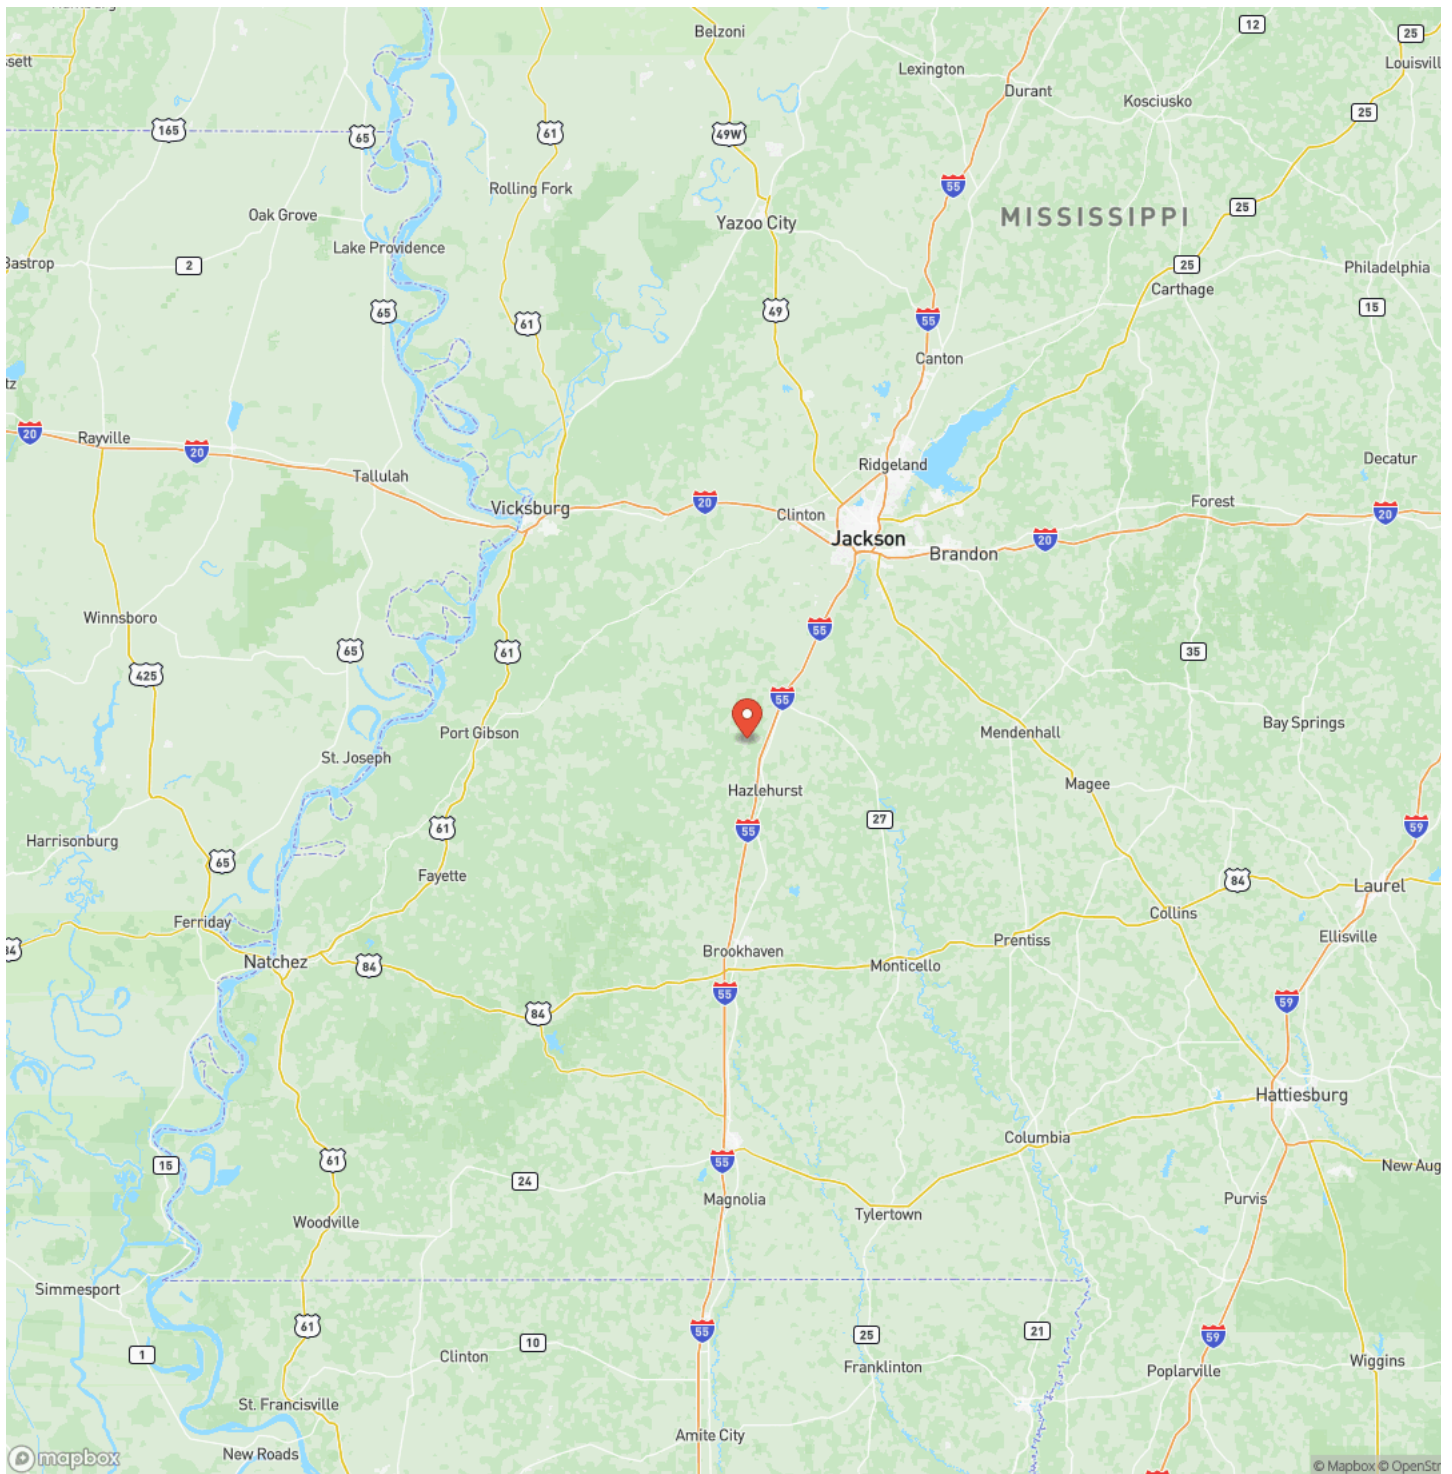 Belzoni
12
25
Louisvill
Lexington
Durant
Kosciusko
25
165
65
61
49W
55
Rolling Fork
Oak Grove
Yazoo City
MISSISSIPPI
25
Lake Providence
Bastrop
2
25
Philadelphia
Carthage
65
61
49
55
15
Canton
tz
20
Rayville
20
Tallulah
Ridgeland
Decatur
Vicksburg
20
Clinton
Forest
20
Jackson
20
Brandon
Winnsboro
65
61
55
35
425
55
Port Gibson
Mendenhall
Bay Springs
St. Joseph
Hazlehurst
Magee
Harrisonburg
61
55
27
59
65
Fayette
84
Laurel
Ferriday
Collins
84
Natchez
84
Brookhaven
Monticello
Prentiss
Ellisville
55
84
59
Hattiesburg
Columbia
15
61
55
New Aug
24
Magnolia
Purvis
Woodville
Tylertown
Simmesport
61
55
25
21
59
1
10
Clinton
Franklinton
Poplarville
Wiggins
St. Francisville
Amite City
New Roads
mapbox
© Mapbox © OpenStr